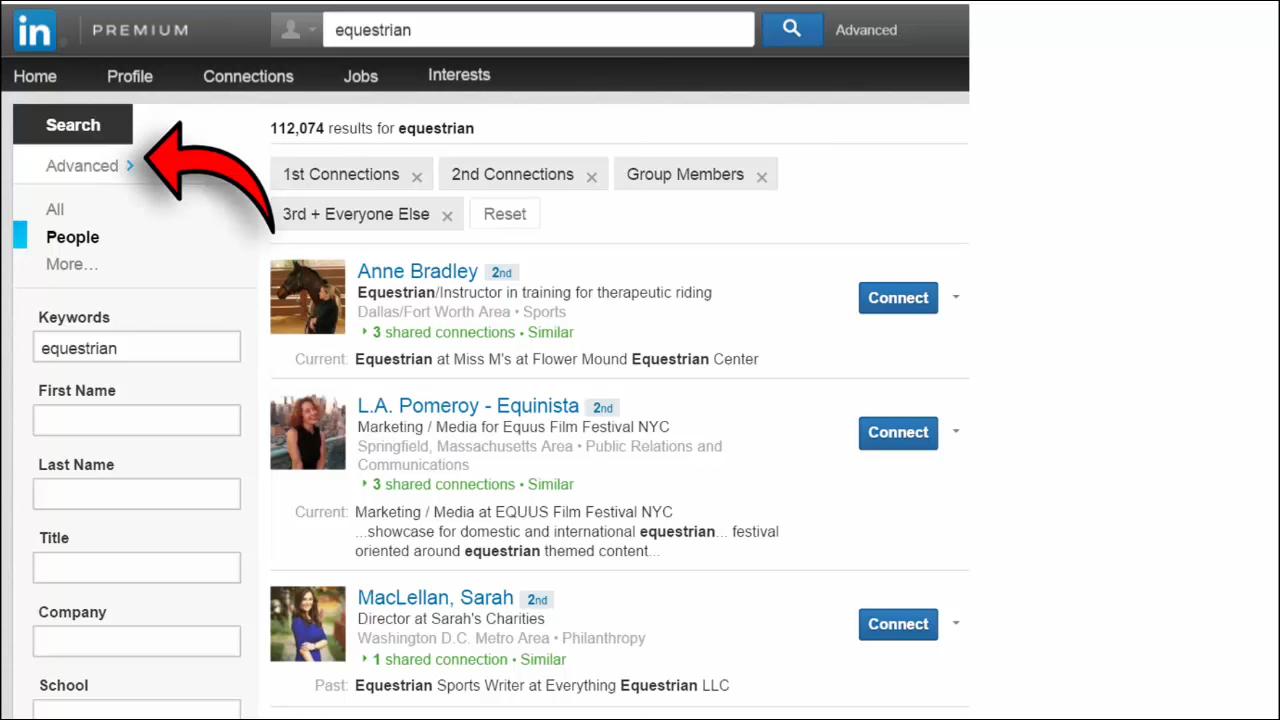 in PREMIUM equestrian Advanced
Home Profile Connections Jobs Interests
Search
Advanced
All
People
More...
Keywords
equestrian
First Name
Last Name
Title
Company
School
112,074 results for equestrian
1st Connections 2nd Connections Group Members
3rd + Everyone Else Reset
Anne Bradley 2nd
Equestrian/Instructor in training for therapeutic riding
Dallas/Fort Worth Area • Sports
3 shared connections • Similar
Current: Equestrian at Miss M's at Flower Mound Equestrian Center
Connect
L.A. Pomeroy - Equinista 2nd
Marketing / Media for Equus Film Festival NYC
Springfield, Massachusetts Area • Public Relations and
Communications
3 shared connections • Similar
Current: Marketing / Media at EQUUS Film Festival NYC
...showcase for domestic and international equestrian... festival
oriented around equestrian themed content...
Connect
MacLellan, Sarah 2nd
Director at Sarah's Charities
Washington D.C. Metro Area • Philanthropy
1 shared connection • Similar
Past: Equestrian Sports Writer at Everything Equestrian LLC
Connect